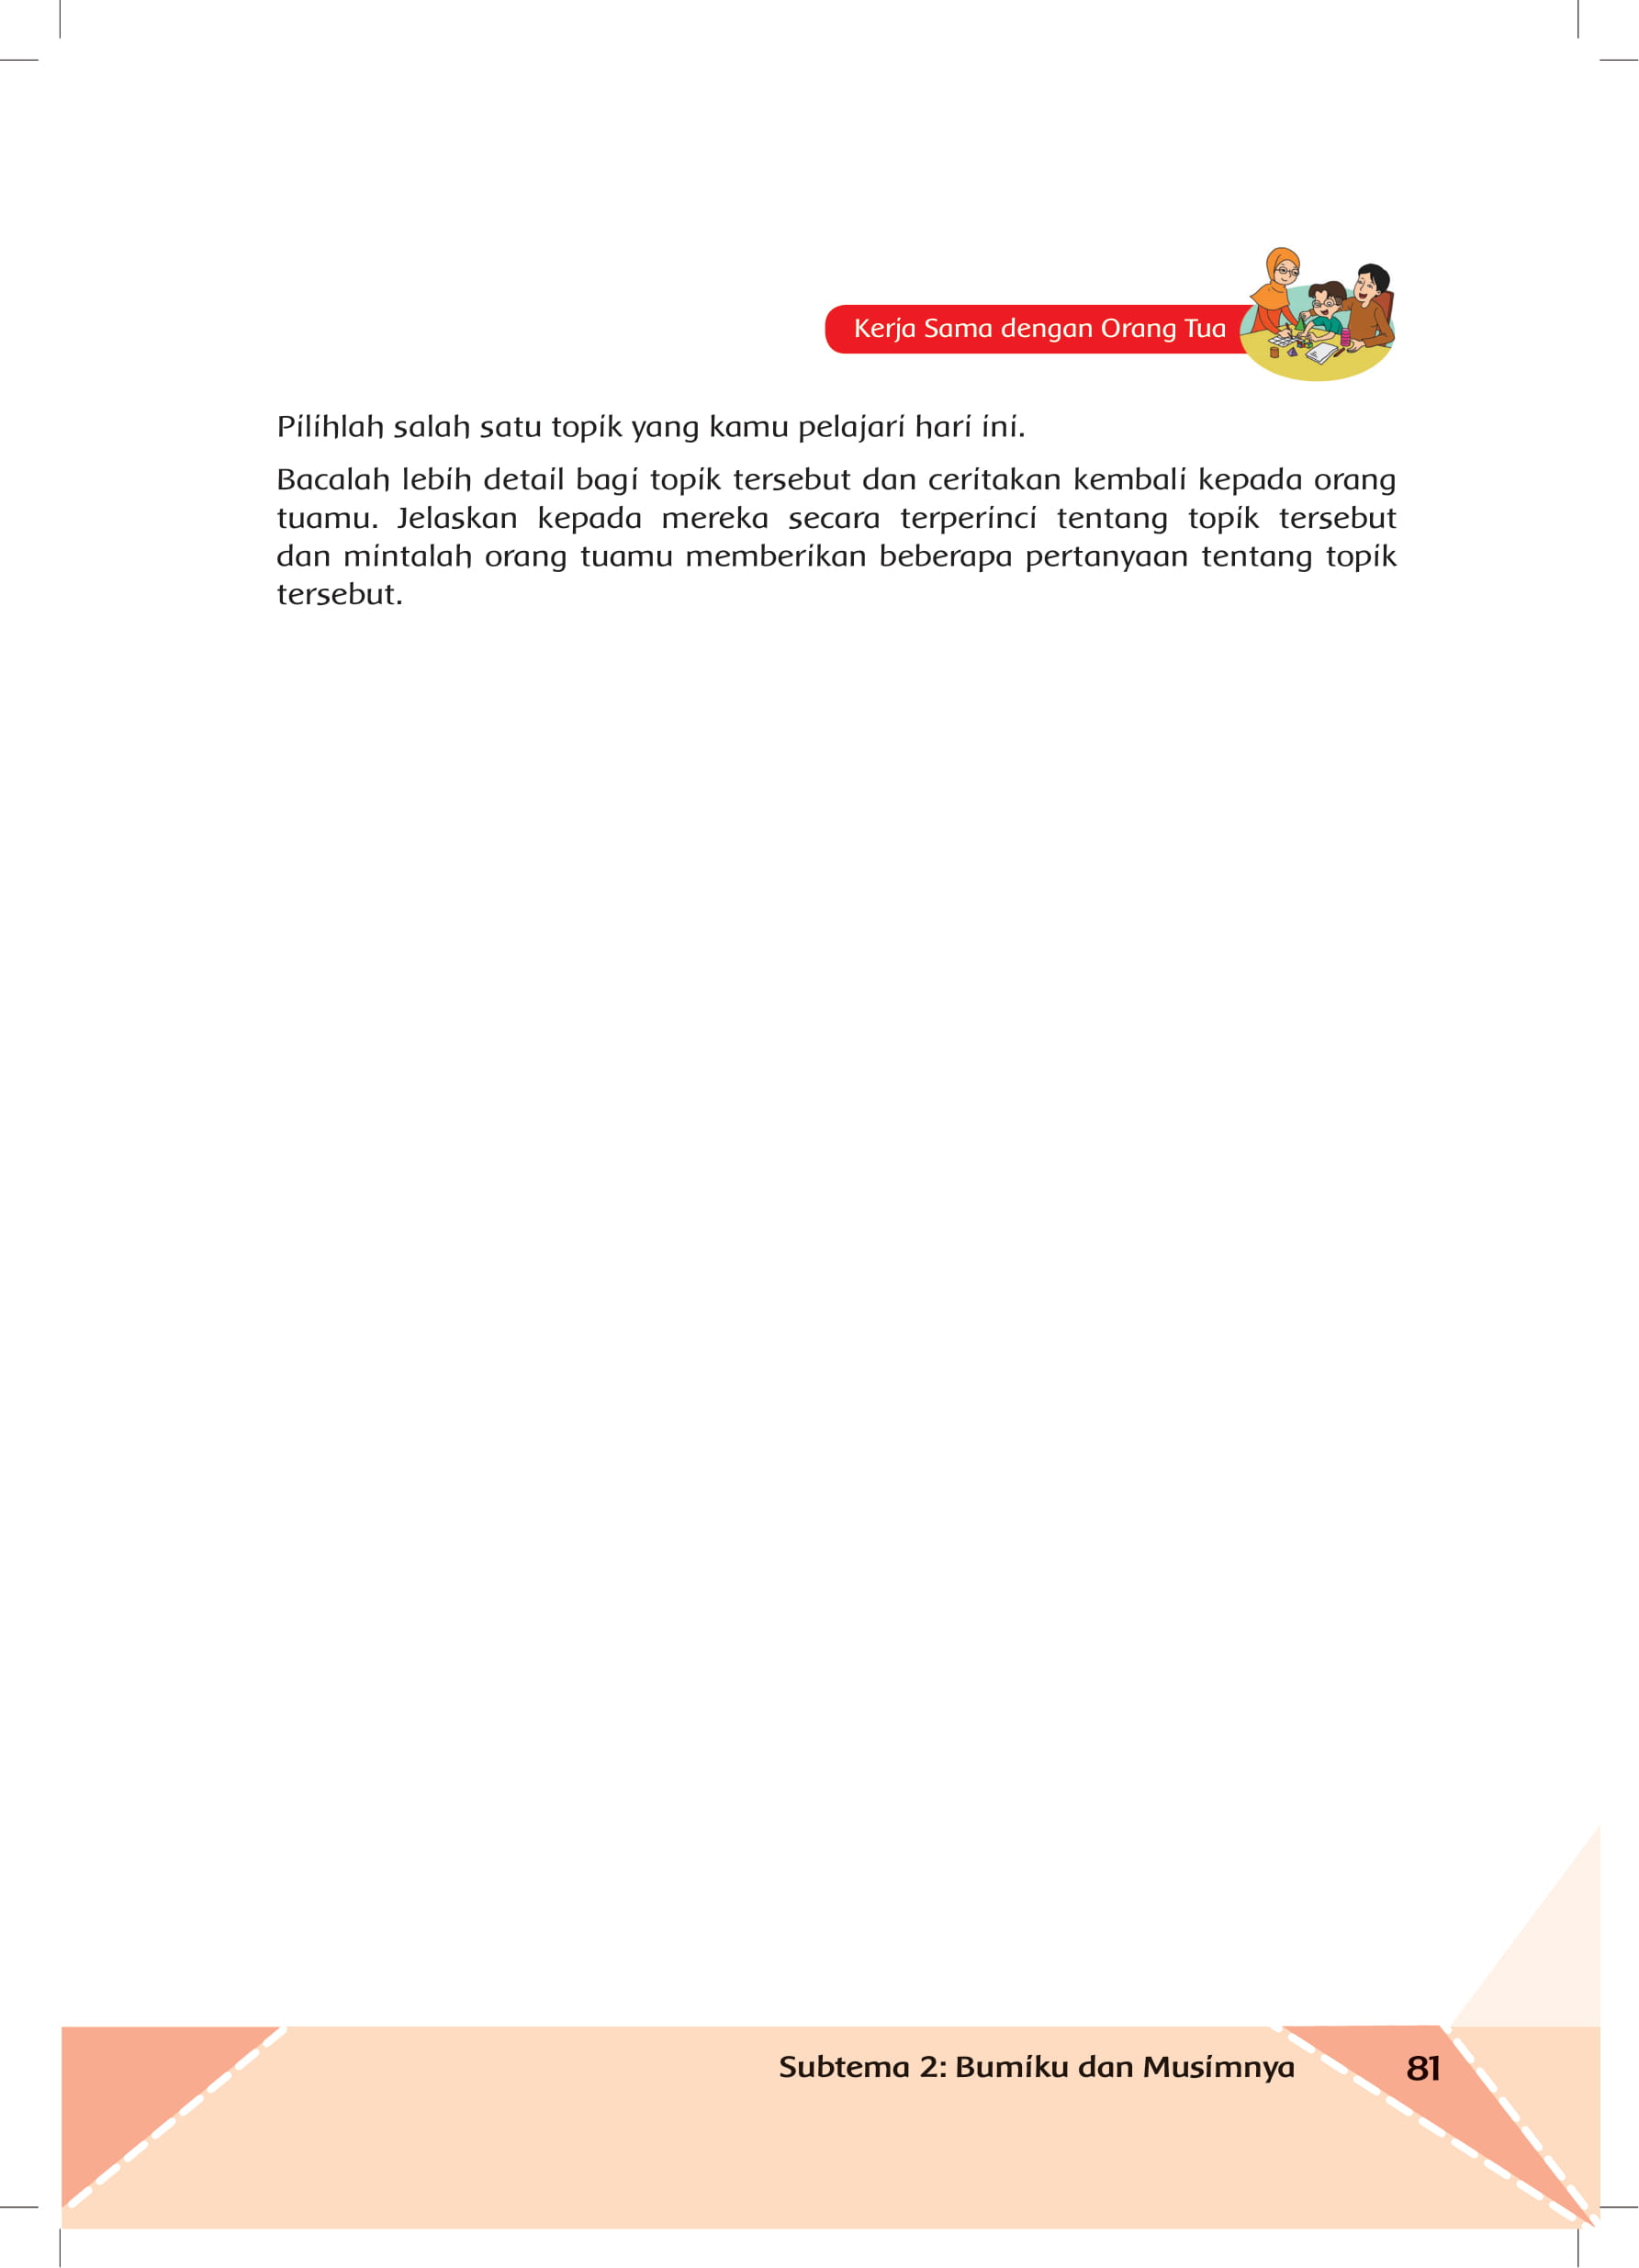 Kerja Sama dengan Orang Tua
Pilihlah salah satu topik yang kamu pelajari hari ini.
Bacalah lebih detail bagi topik tersebut dan ceritakan kembali kepada orang
tuamu. Jelaskan kepada mereka secara terperinci tentang topik tersebut
dan mintalah orang tuamu memberikan beberapa pertanyaan tentang topik
tersebut.
Subtema 2: Bumiku dan Musimnya
81